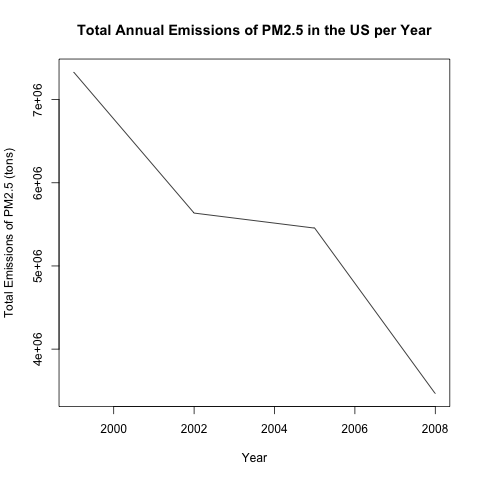 Total Annual Emissions of PM2.5 in the US per Year
Total Emissions of PM2.5 (tons)
7e+06
6e+06
5e+06
4e+06
2000 2002 2004 2006 2008
Year